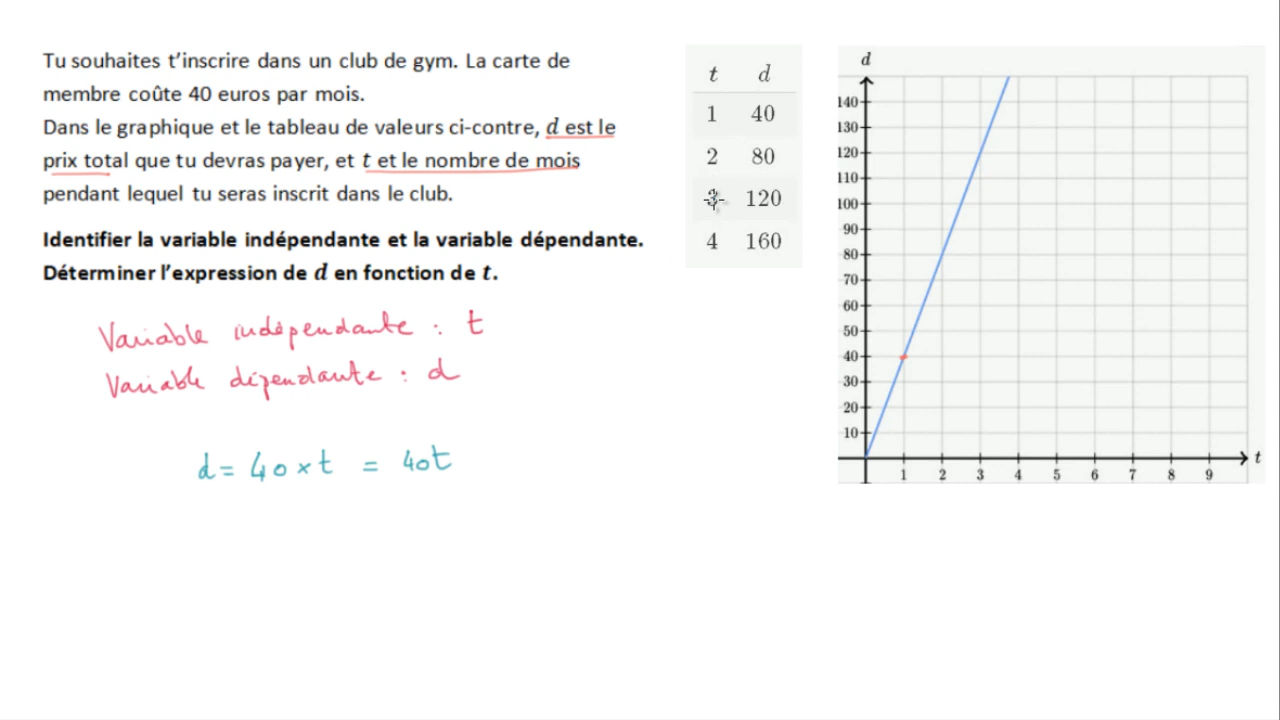 Tu souhaites t'inscrire dans un club de gym. La carte de
membre coûte 40 euros par mois.
Dans le graphique et le tableau de valeurs ci-contre, d est le
prix total que tu devras payer, et t et le nombre de mois
pendant lequel tu seras inscrit dans le club.
Identifier la variable indépendante et la variable dépendante.
Déterminer l'expression de d en fonction de t.
Variable indépendante : t
Variable dépendante : d
d = 40 × t = 40t
t d
1 40
2 80
3 120
4 160
d
140
130
120
110
100
90
80
70
60
50
40
30
20
10
t
1 2 3 4 5 6 7 8 9